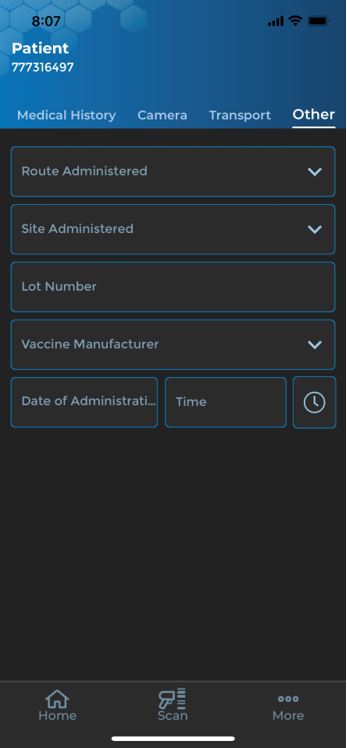 8:07
Patient
777316497
Medical History Camera Transport Other
Route Administered
Site Administered
Lot Number
Vaccine Manufacturer
Date of Administrati... Time
Home Scan More